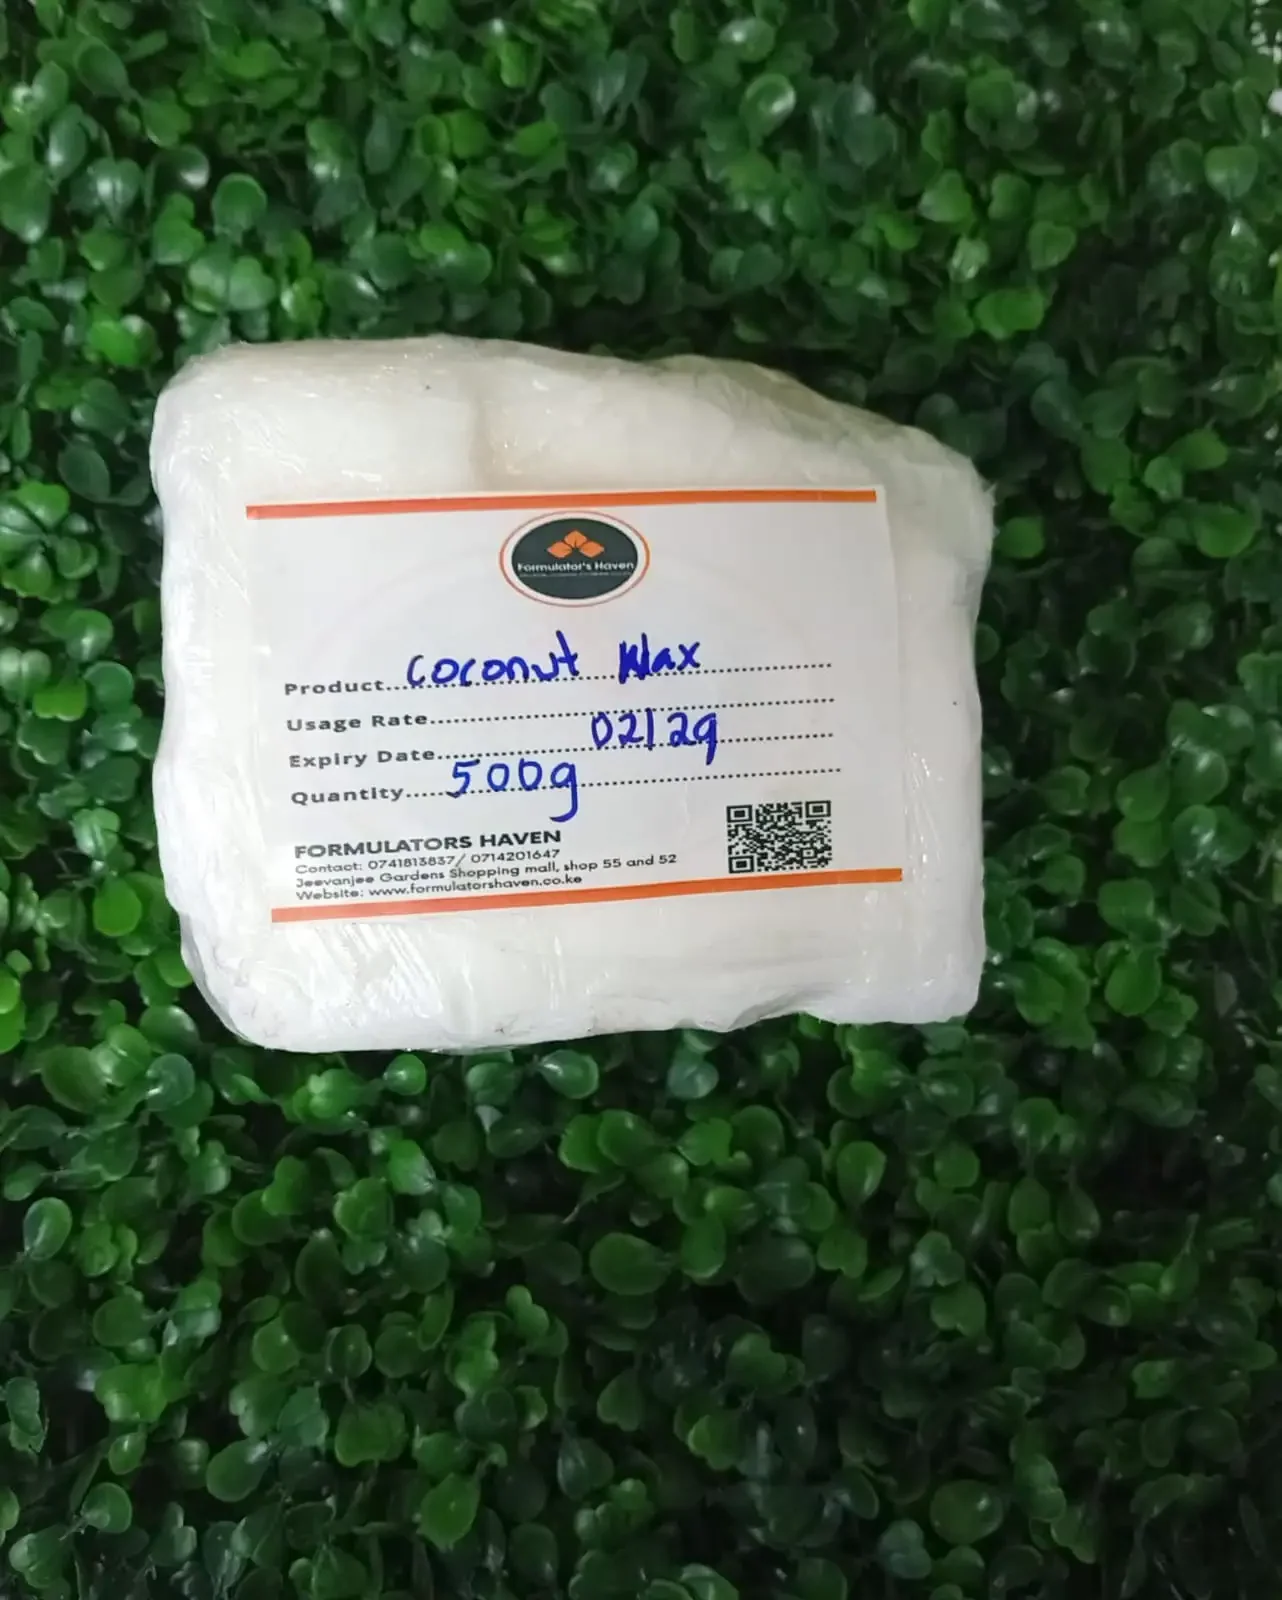 Formulator's Haven
Product...coconut Wax
Usage Rate
Expiry Date 02/29
Quantity 500g
FORMULATORS HAVEN
Contact: 0741813837/ 0714201647
Jeevanjee Gardens Shopping mall, shop 55 and 52
Website: www.formulatorshaven.co.ke